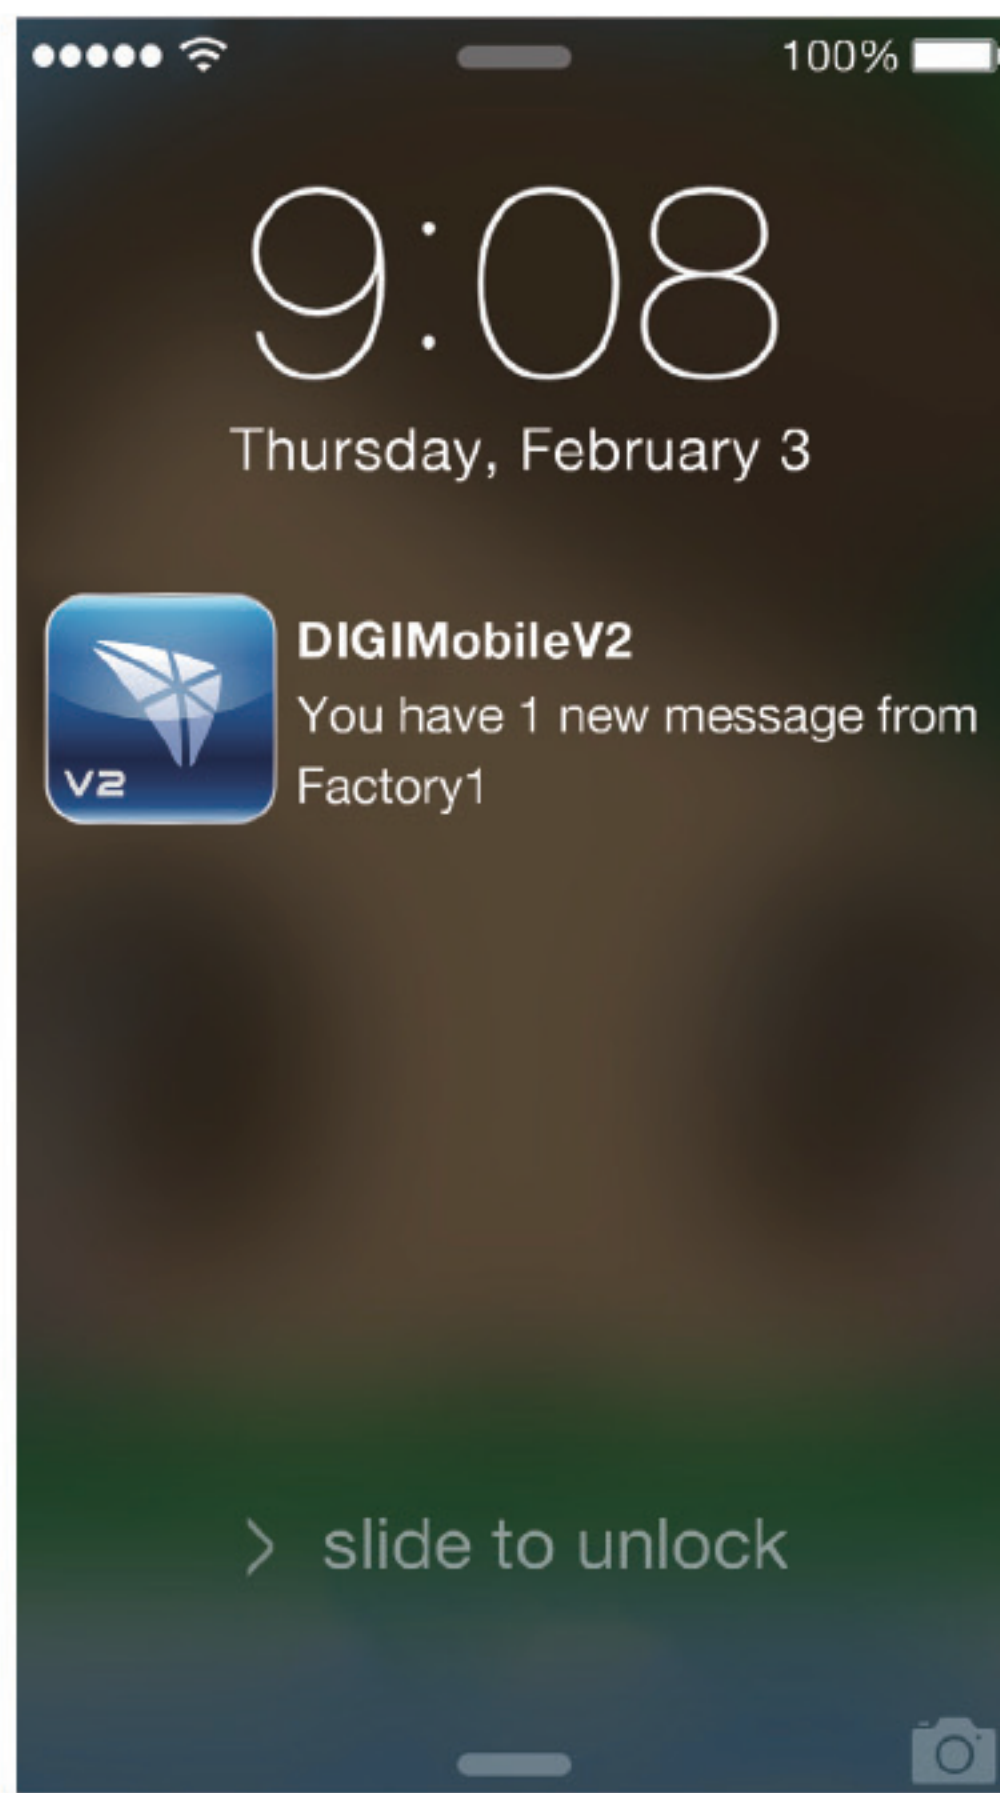 100%
9:08
Thursday, February 3
DIGIMobileV2
You have 1 new message from
Factory1
V2
> slide to unlock